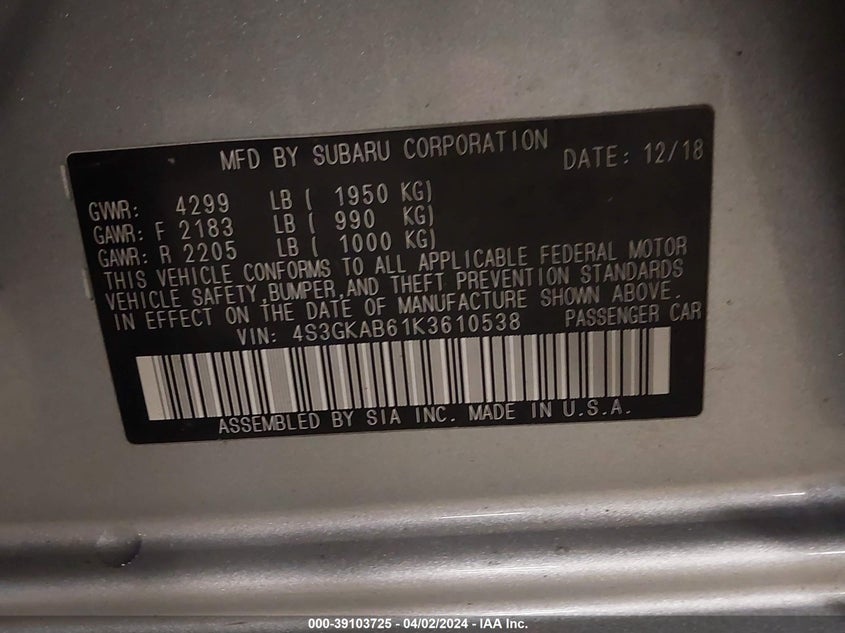 MFD BY SUBARU CORPORATION DATE: 12/18
GVWR: 4299 LB ( 1950 KG)
GAWR: F 2183 LB ( 990 KG)
GAWR: R 2205 LB ( 1000 KG)
THIS VEHICLE CONFORMS TO ALL APPLICABLE FEDERAL MOTOR
VEHICLE SAFETY,BUMPER,AND THEFT PREVENTION STANDARDS
IN EFFECT ON THE DATE OF MANUFACTURE SHOWN ABOVE.
VIN: 4S3GKAB61K3610538 PASSENGER CAR
ASSEMBLED BY SIA INC. MADE IN U.S.A.
000-39103725 - 04/02/2024 - IAA Inc.